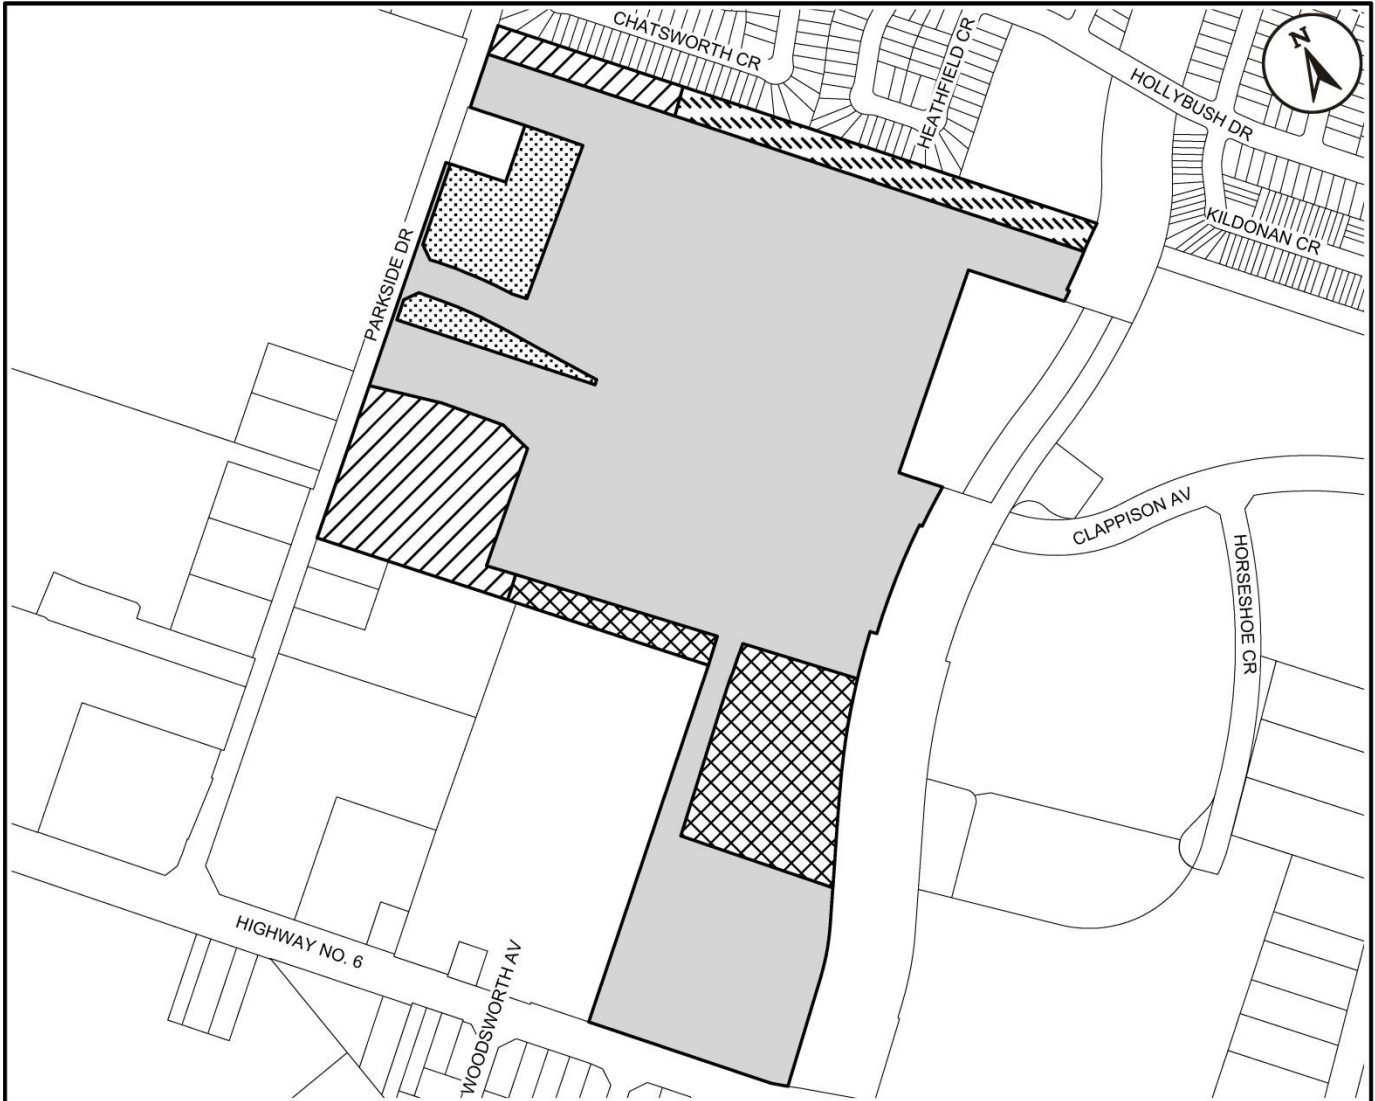 CHATSWORTH CR
HEATHFIELD CR
N
HOLLYBUSH DR
KILDONAN CR
PARKSIDE DR
CLAPPISON AV
HORSESHOE CR
HIGHWAY NO. 6
WOODSWORTH AV